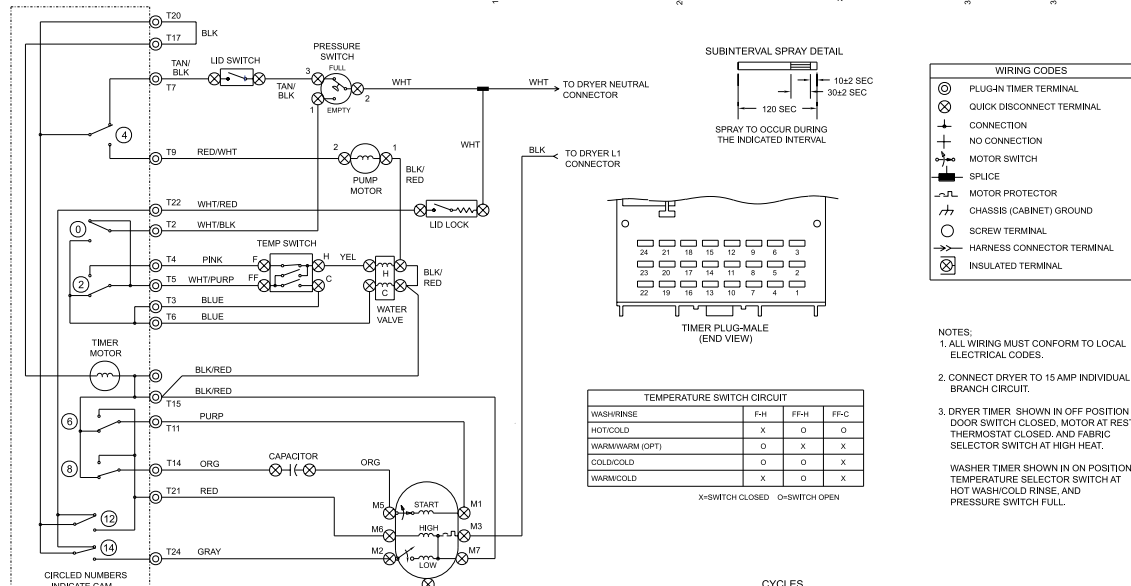 T20
BLK
T17
TAN/
BLK
T7
LID SWITCH
TAN/
BLK
PRESSURE
SWITCH
3
FULL
2
1
EMPTY
WHT
WHT
TO DRYER NEUTRAL
CONNECTOR
4
T9
RED/WHT
2
1
PUMP
MOTOR
BLK/
RED
WHT
BLK
TO DRYER L1
CONNECTOR
T22
WHT/RED
LID LOCK
0
T2
WHT/BLK
TEMP SWITCH
T4
PINK
F
H
YEL
2
T5
WHT/PURP
FF
C
H
C
BLK/
RED
WATER
VALVE
T3
BLUE
T6
BLUE
TIMER
MOTOR
BLK/RED
BLK/RED
T15
6
PURP
T11
8
T14
ORG
CAPACITOR
ORG
T21
RED
M5
START
M1
M6
HIGH
M3
M2
LOW
M7
12
14
T24
GRAY
CIRCLED NUMBERS
INDICATE CAM
SUBINTERVAL SPRAY DETAIL
10±2 SEC
30±2 SEC
120 SEC
SPRAY TO OCCUR DURING
THE INDICATED INTERVAL
24 21 18 15 12 9 6 3
23 20 17 14 11 8 5 2
22 19 16 13 10 7 4 1
TIMER PLUG-MALE
(END VIEW)
TEMPERATURE SWITCH CIRCUIT
WASH/RINSE F-H FF-H FF-C
HOT/COLD X O O
WARM/WARM (OPT) O X X
COLD/COLD O O X
WARM/COLD X O X
X=SWITCH CLOSED O=SWITCH OPEN
CYCLES
WIRING CODES
PLUG-IN TIMER TERMINAL
QUICK DISCONNECT TERMINAL
CONNECTION
NO CONNECTION
MOTOR SWITCH
SPLICE
MOTOR PROTECTOR
CHASSIS (CABINET) GROUND
SCREW TERMINAL
HARNESS CONNECTOR TERMINAL
INSULATED TERMINAL
NOTES;
1. ALL WIRING MUST CONFORM TO LOCAL
ELECTRICAL CODES.
2. CONNECT DRYER TO 15 AMP INDIVIDUAL
BRANCH CIRCUIT.
3. DRYER TIMER SHOWN IN OFF POSITION
DOOR SWITCH CLOSED, MOTOR AT REST
THERMOSTAT CLOSED. AND FABRIC
SELECTOR SWITCH AT HIGH HEAT.
WASHER TIMER SHOWN IN ON POSITION
TEMPERATURE SELECTOR SWITCH AT
HOT WASH/COLD RINSE, AND
PRESSURE SWITCH FULL.